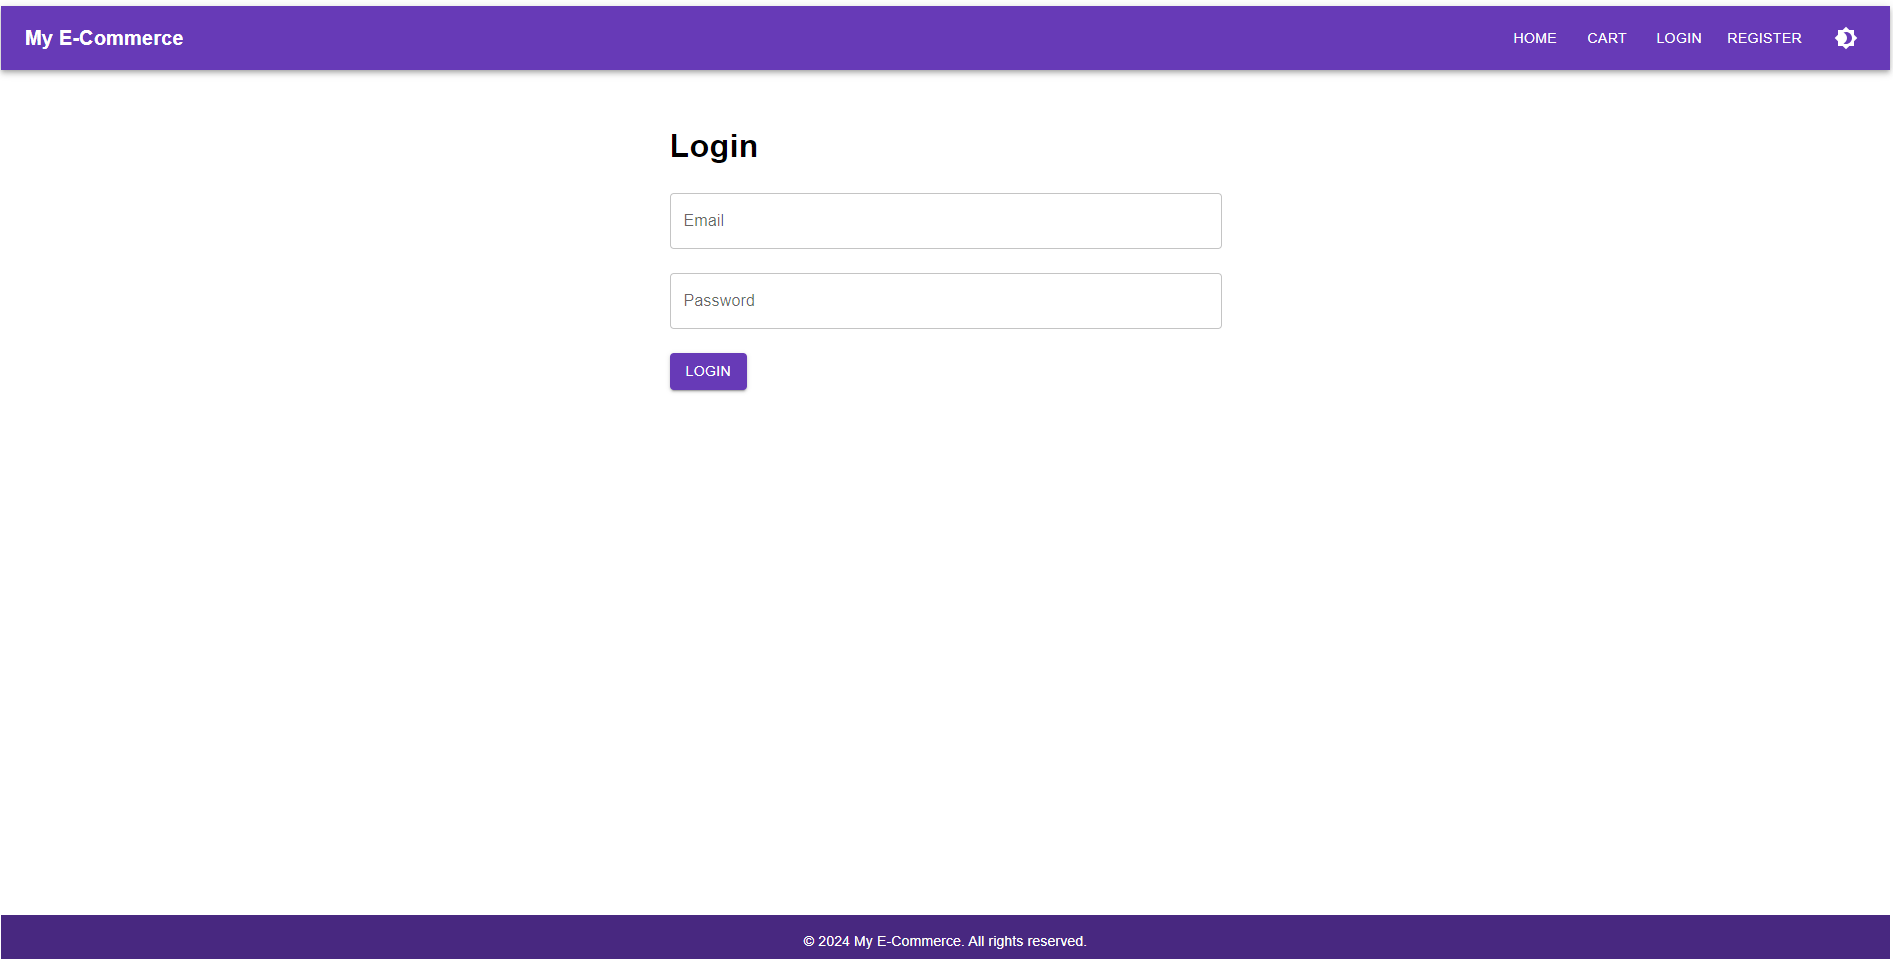 My E-Commerce
HOME CART LOGIN REGISTER
Login
Email
Password
LOGIN
© 2024 My E-Commerce. All rights reserved.